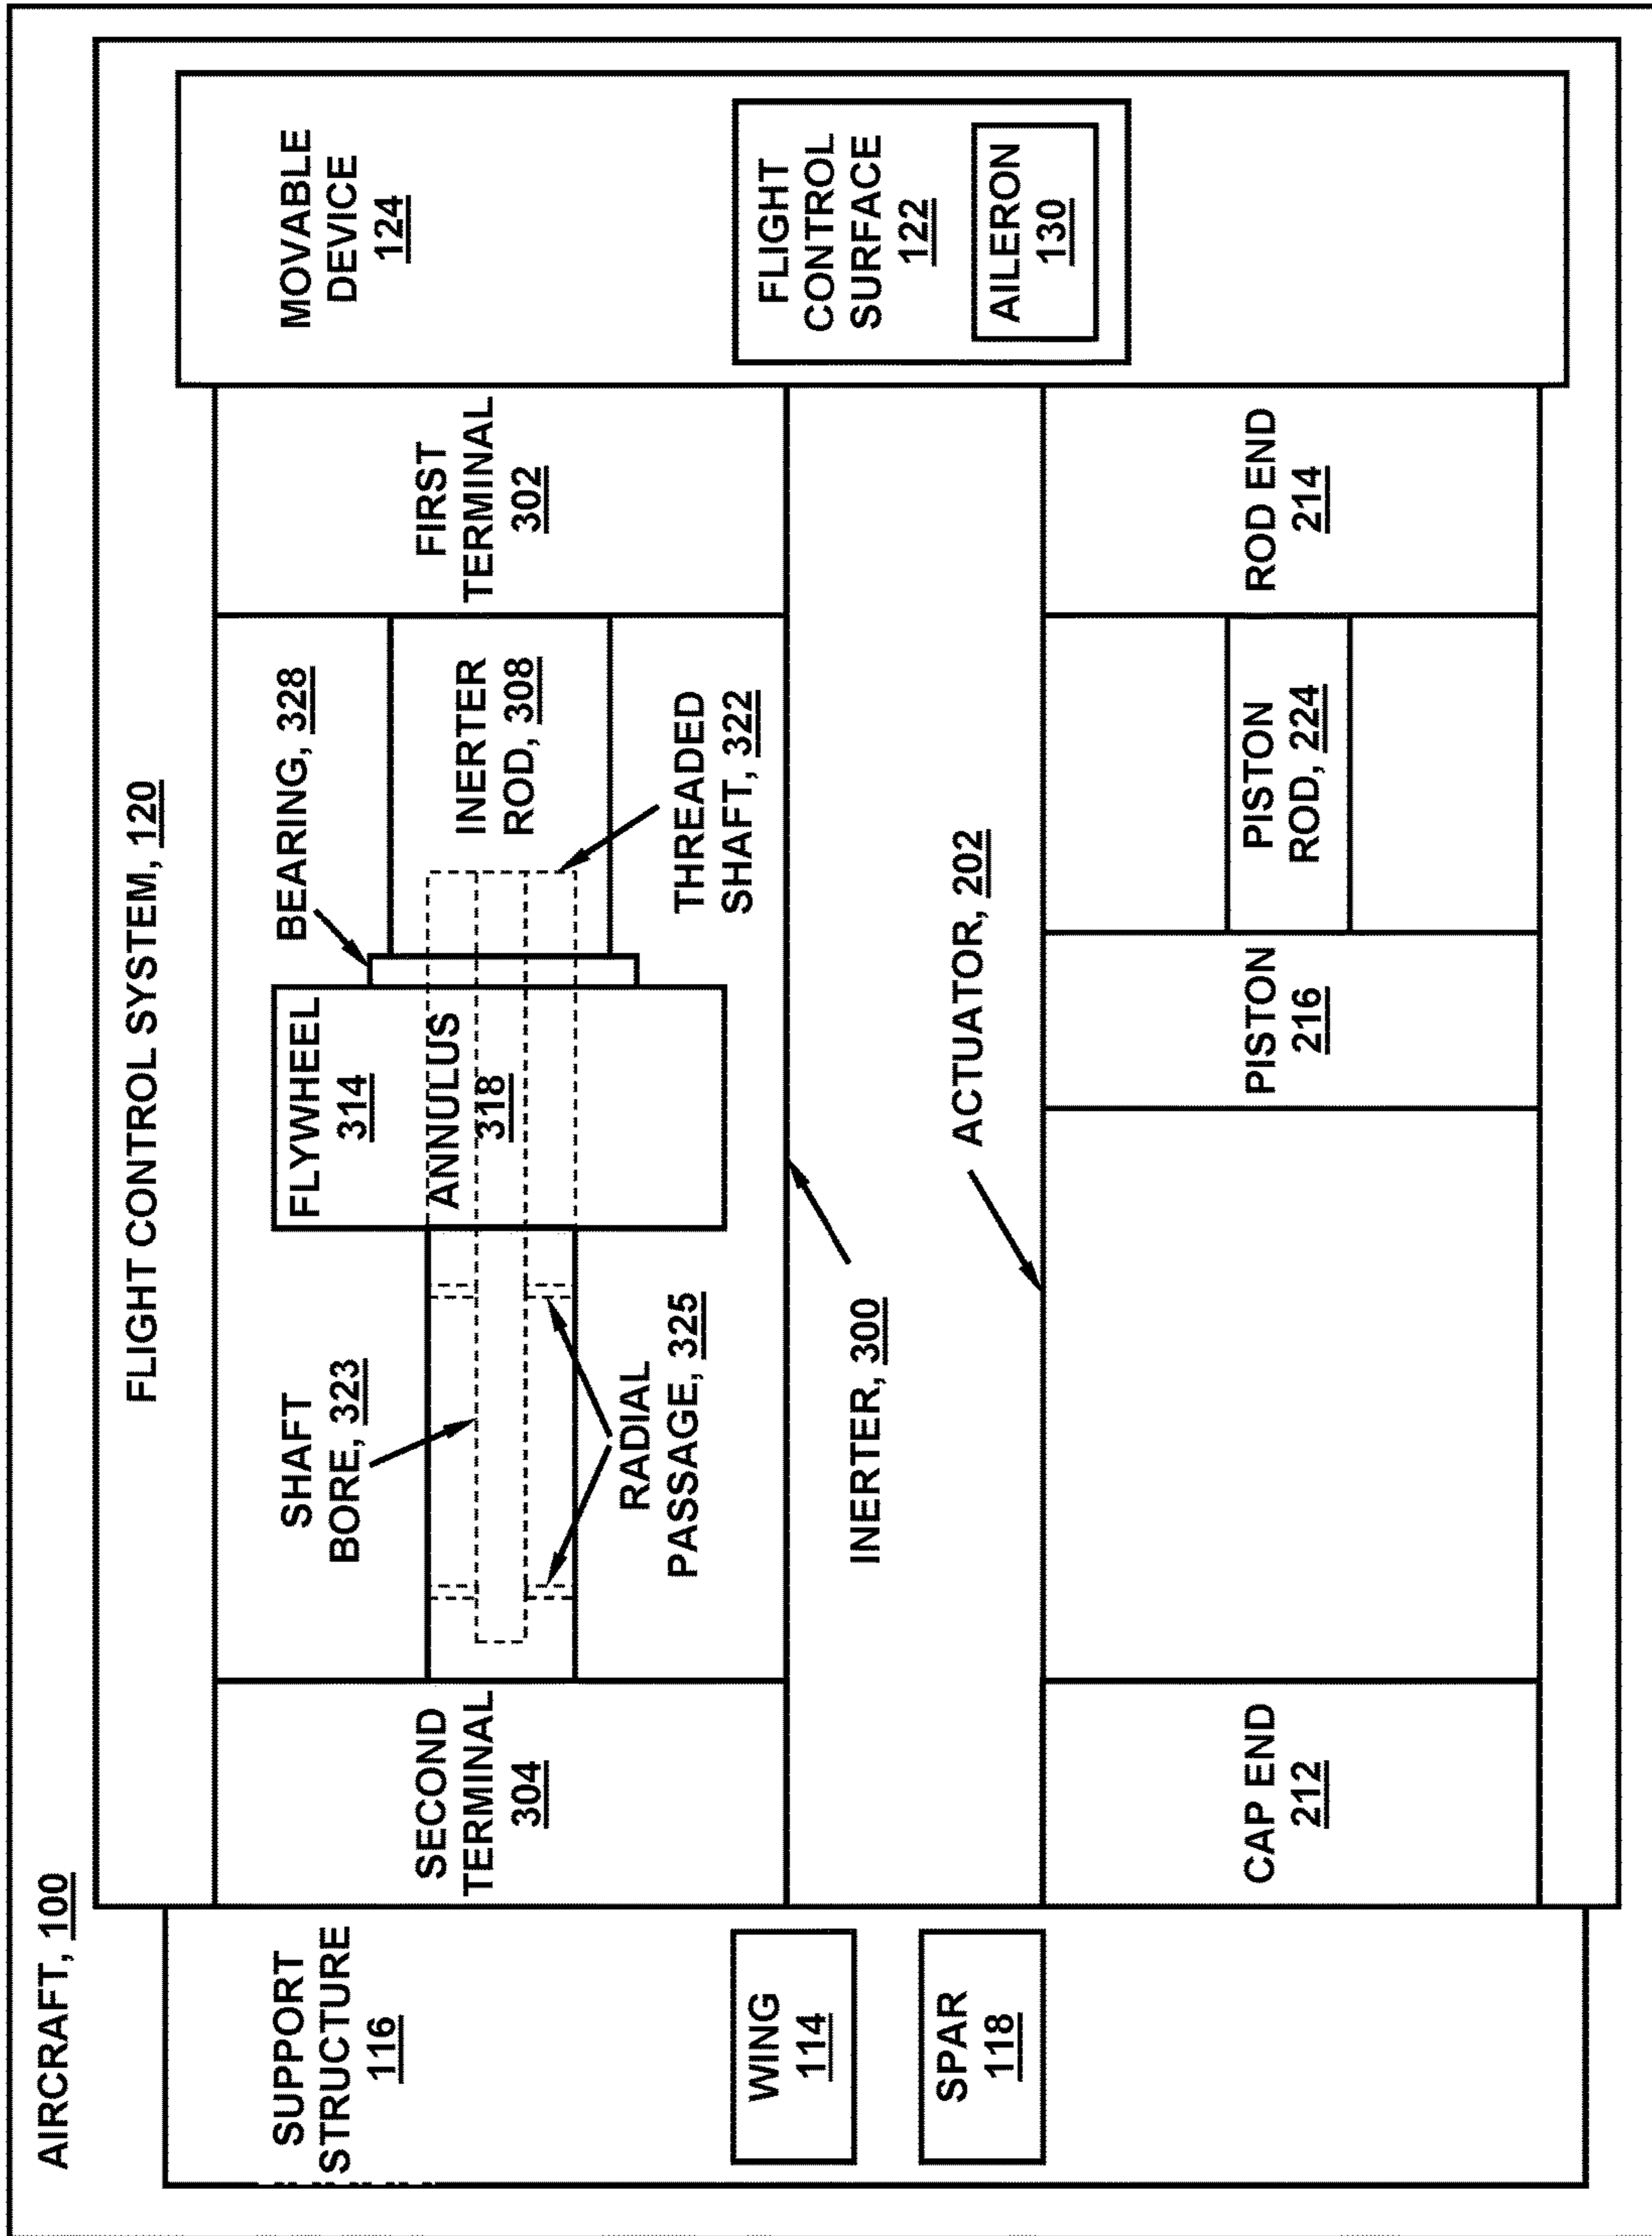 AIRCRAFT, 100
FLIGHT CONTROL SYSTEM, 120
SUPPORT
STRUCTURE
116
WING
114
SPAR
118
SECOND
TERMINAL
304
SHAFT
BORE, 323
RADIAL
PASSAGE, 325
FLYWHEEL
314
ANNULUS
318
BEARING, 328
INERTER
ROD, 308
THREADED
SHAFT, 322
FIRST
TERMINAL
302
MOVABLE
DEVICE
124
FLIGHT
CONTROL
SURFACE
122
AILERON
130
INERTER, 300
ACTUATOR, 202
CAP END
212
PISTON
216
PISTON
ROD, 224
ROD END
214